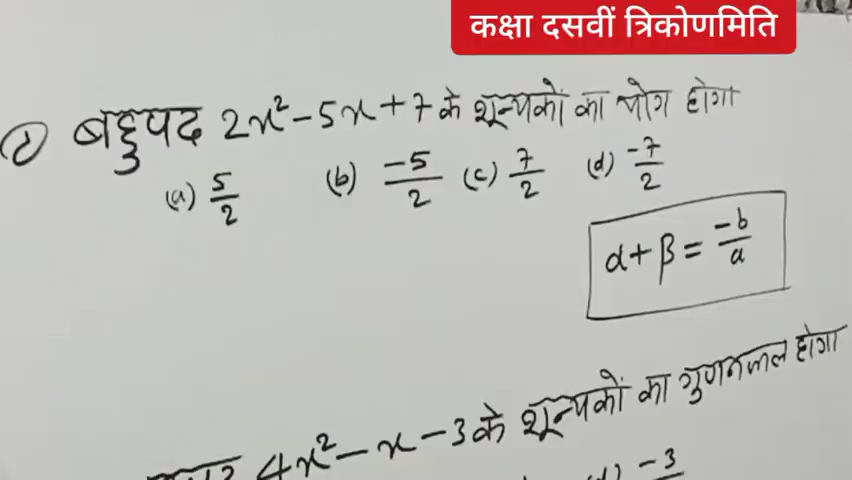 कक्षा दसवीं त्रिकोणमिति
बहुपद 2x² - 5x + 7 के शून्यकों का योग होगा
(a) 5/2 (b) -5/2 (c) 7/2 (d) -7/2
α + β = -b/a
4x² - x - 3 के शून्यकों का गुणनफल होगा
-3